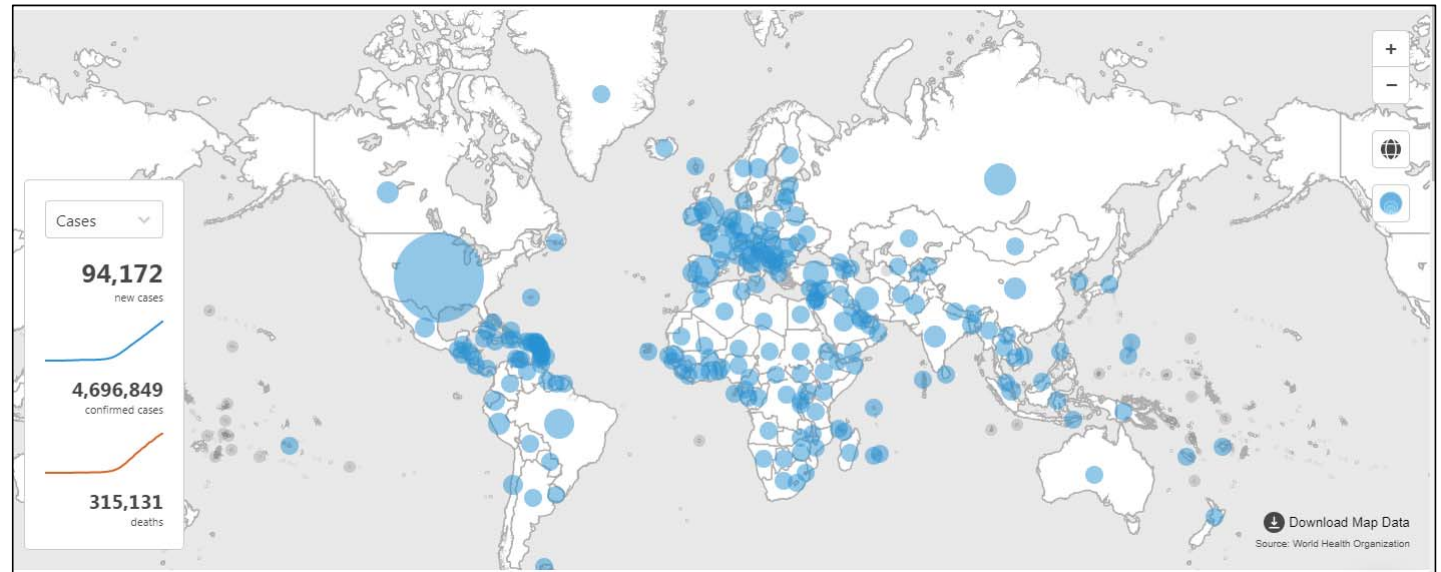 Cases
94,172
new cases
4,696,849
confirmed cases
315,131
deaths
+
−
Download Map Data
Source: World Health Organization